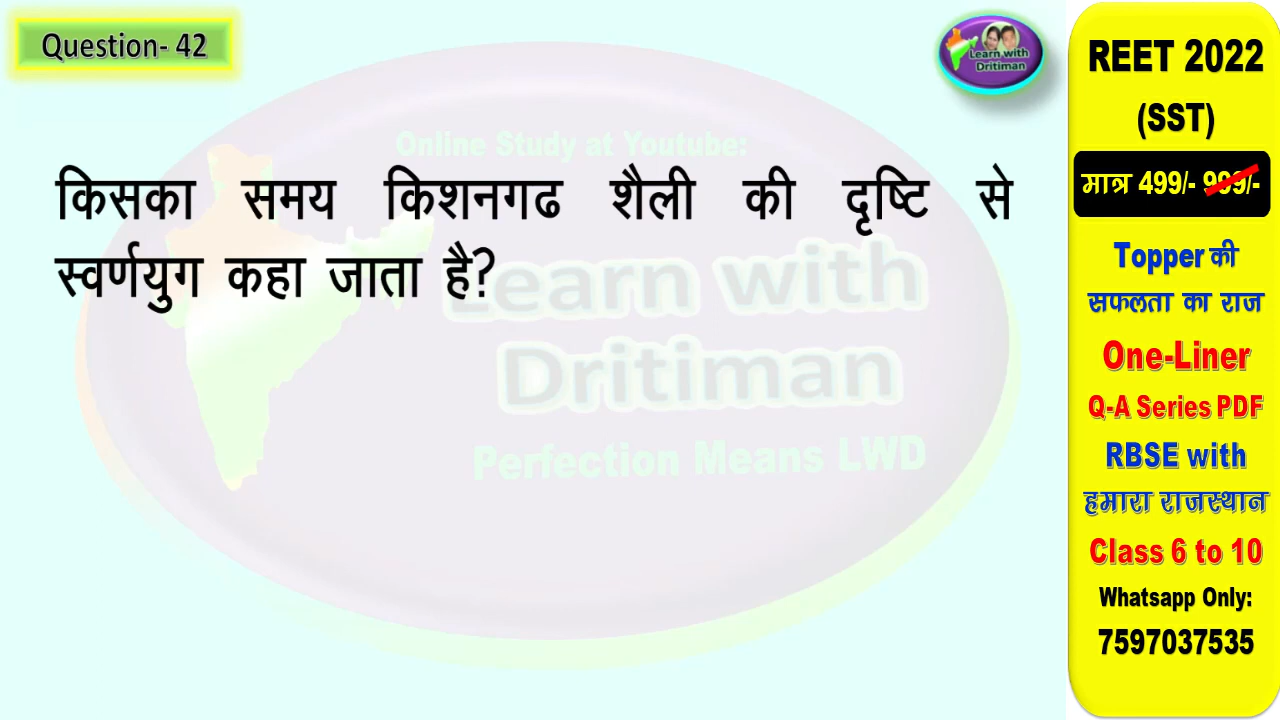 Question- 42
Learn with
Dritiman
किसका समय किशनगढ शैली की दृष्टि से
स्वर्णयुग कहा जाता है?
Online Study at Youtube:
Learn with
Dritiman
Perfection Means LWD
REET 2022
(SST)
मात्र 499/- 999/-
Topper की
सफलता का राज
One-Liner
Q-A Series PDF
RBSE with
हमारा राजस्थान
Class 6 to 10
Whatsapp Only:
7597037535